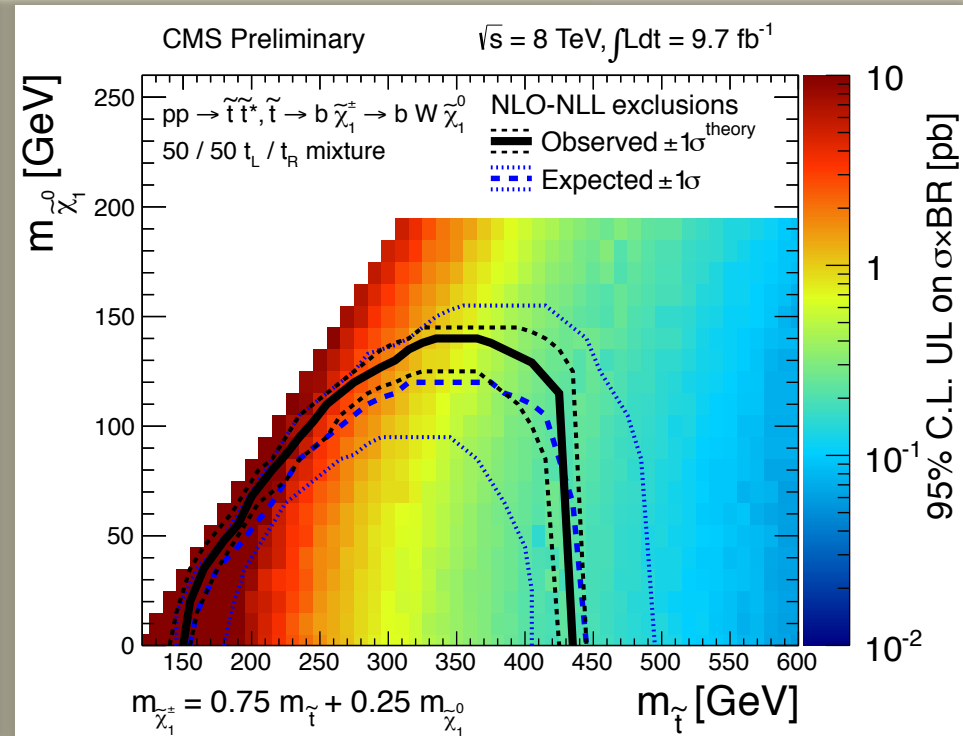 CMS Preliminary √s = 8 TeV, ∫Ldt = 9.7 fb⁻¹
pp → t̃ t̃*, t̃ → b χ̃₁± → b W χ̃₁⁰
50 / 50 t_L / t_R mixture
NLO-NLL exclusions
Observed ±1σ^theory
Expected ±1σ
m_χ̃₁⁰ [GeV]
250
200
150
100
50
0
150 200 250 300 350 400 450 500 550 600
m_t̃ [GeV]
m_χ̃₁± = 0.75 m_t̃ + 0.25 m_χ̃₁⁰
10
1
10⁻¹
10⁻²
95% C.L. UL on σ×BR [pb]